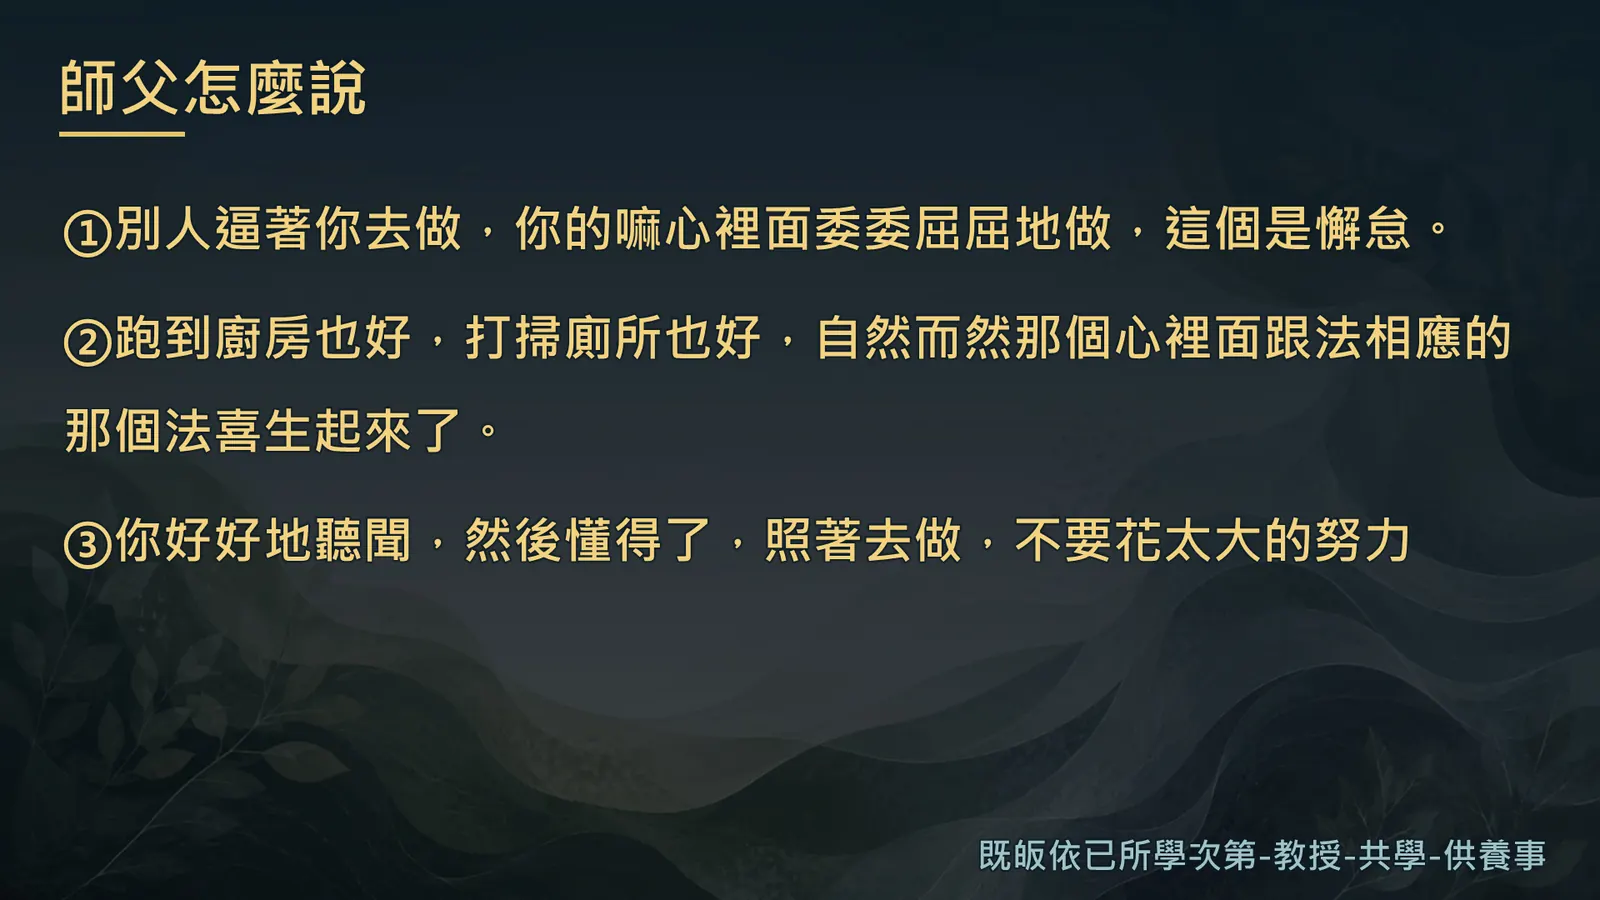 師父怎麼說
①別人逼著你去做，你的嘛心裡面委委屈屈地做，這個是懈怠。
②跑到廚房也好，打掃廁所也好，自然而然那個心裡面跟法相應的
那個法喜生起來了。
③你好好地聽聞，然後懂得了，照著去做，不要花太大的努力
既皈依已所學次第-教授-共學-供養事